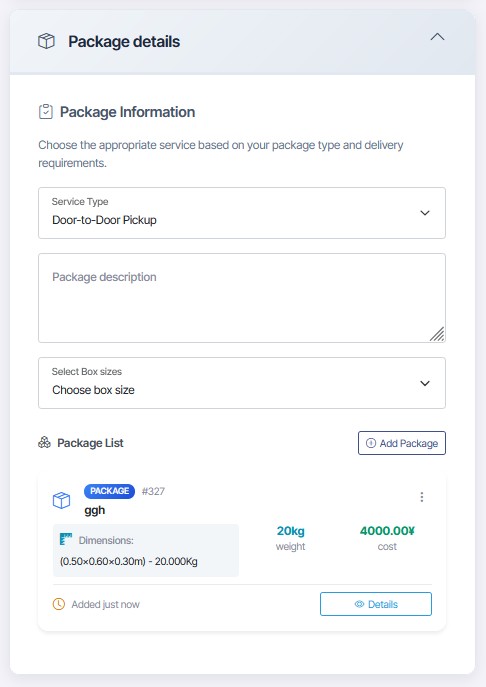 Package details
Package Information
Choose the appropriate service based on your package type and delivery
requirements.
Service Type
Door-to-Door Pickup
Package description
Select Box sizes
Choose box size
Package List
Add Package
PACKAGE #327
ggh
Dimensions:
(0.50×0.60×0.30m) - 20.000Kg
20kg
weight
4000.00¥
cost
Added just now
Details